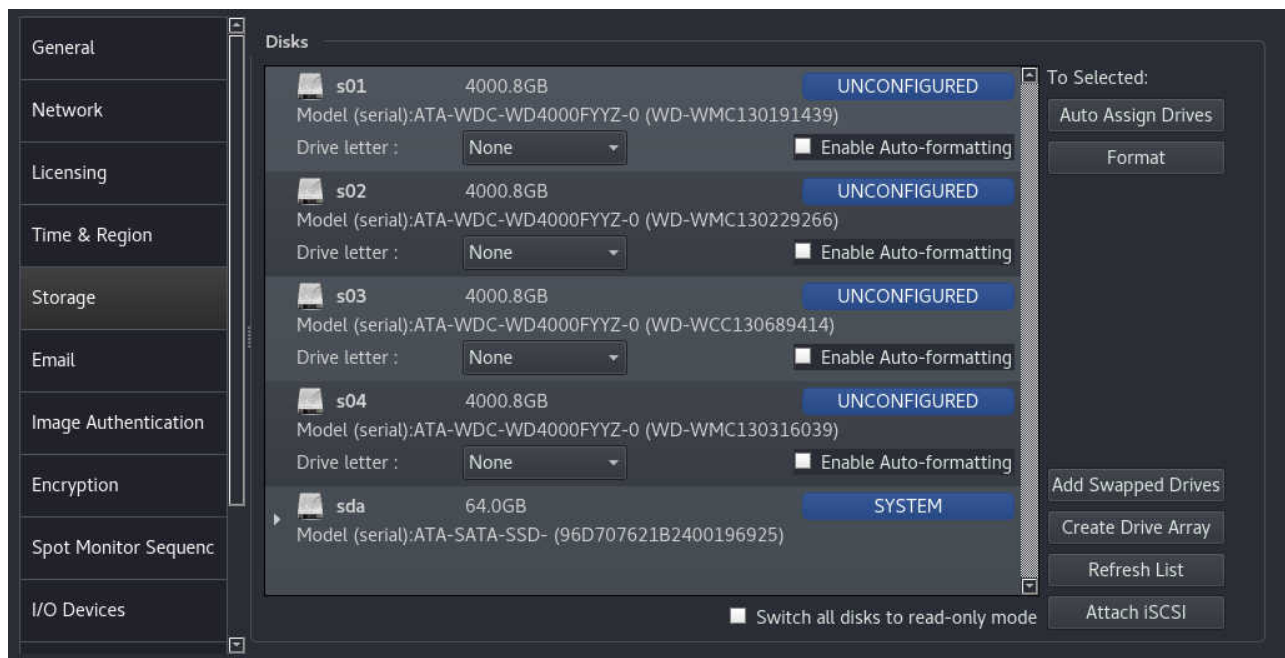 General
Network
Licensing
Time & Region
Storage
Email
Image Authentication
Encryption
Spot Monitor Sequenc
I/O Devices
Disks
s01 4000.8GB UNCONFIGURED
Model (serial):ATA-WDC-WD4000FYYZ-0 (WD-WMC130191439)
Drive letter : None Enable Auto-formatting
s02 4000.8GB UNCONFIGURED
Model (serial):ATA-WDC-WD4000FYYZ-0 (WD-WMC130229266)
Drive letter : None Enable Auto-formatting
s03 4000.8GB UNCONFIGURED
Model (serial):ATA-WDC-WD4000FYYZ-0 (WD-WCC130689414)
Drive letter : None Enable Auto-formatting
s04 4000.8GB UNCONFIGURED
Model (serial):ATA-WDC-WD4000FYYZ-0 (WD-WMC130316039)
Drive letter : None Enable Auto-formatting
sda 64.0GB SYSTEM
Model (serial):ATA-SATA-SSD- (96D707621B2400196925)
Switch all disks to read-only mode
To Selected:
Auto Assign Drives
Format
Add Swapped Drives
Create Drive Array
Refresh List
Attach iSCSI